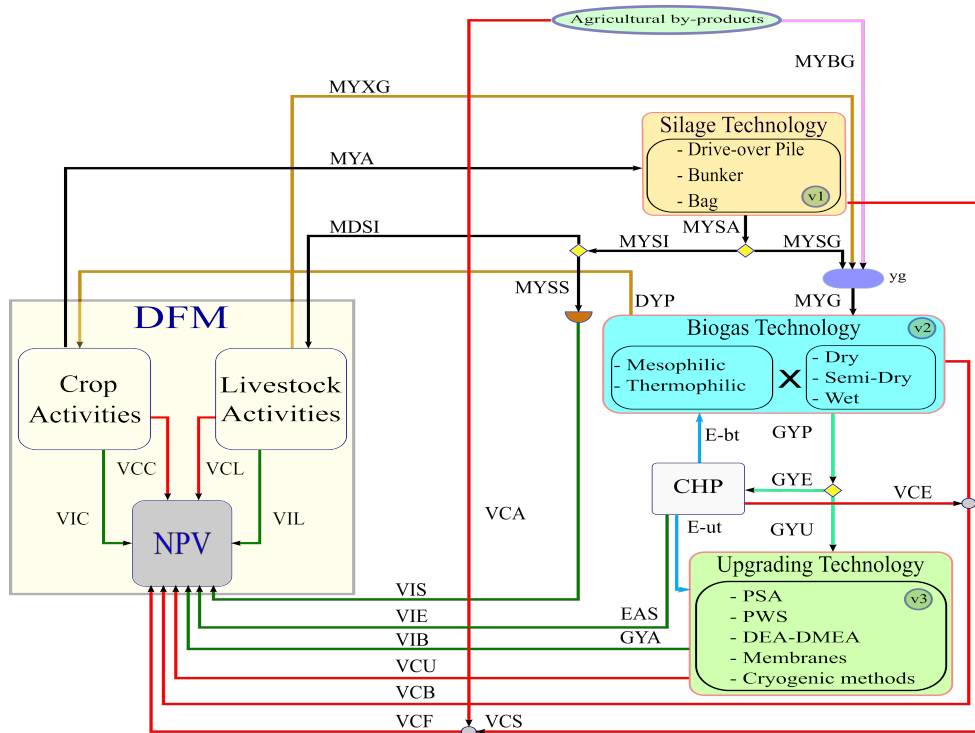 Agricultural by-products
MYBG
MYXG
Silage Technology
- Drive-over Pile
- Bunker
- Bag
v1
MYA
MYSA
MDSI
MYSI
MYSG
yg
MYSS
MYG
DYP
DFM
Biogas Technology
v2
- Mesophilic
- Thermophilic
X
- Dry
- Semi-Dry
- Wet
Crop
Activities
Livestock
Activities
E-bt
GYP
VCC
VCL
CHP
GYE
VCE
VIC
VIL
VCA
E-ut
GYU
NPV
Upgrading Technology
- PSA
- PWS
- DEA-DMEA
- Membranes
- Cryogenic methods
v3
VIS
VIE
EAS
VIB
GYA
VCU
VCB
VCF
VCS